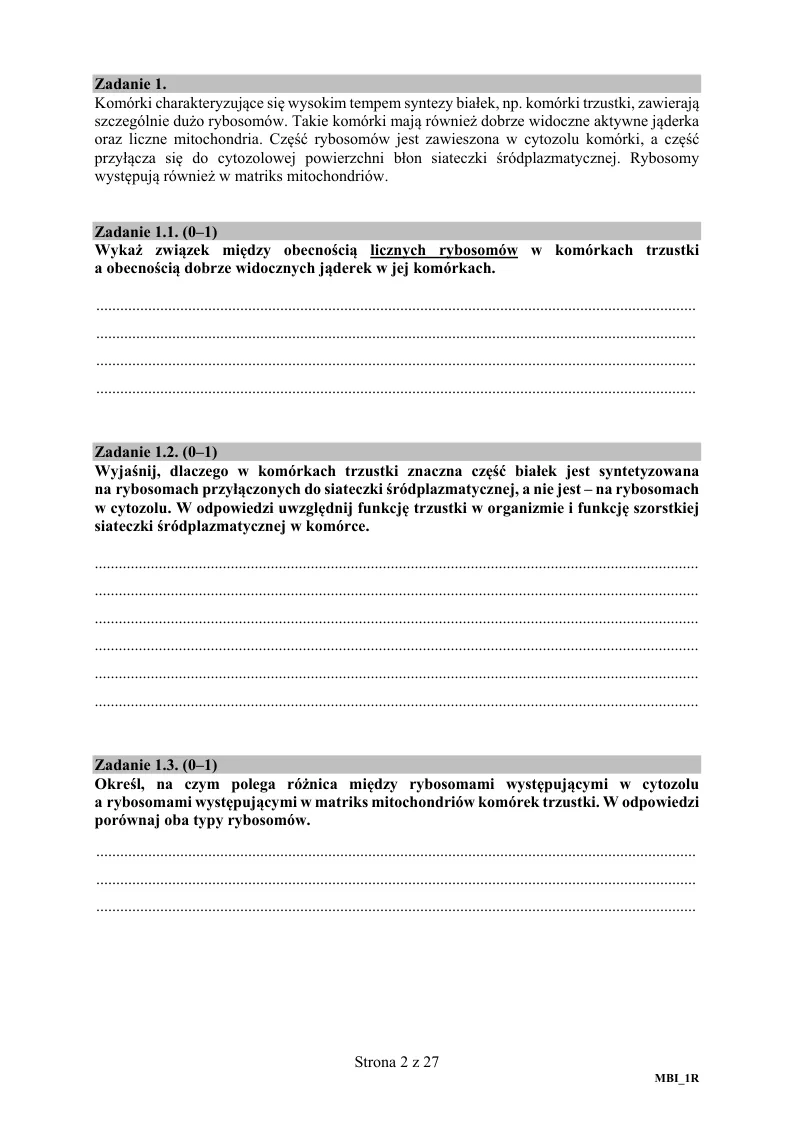 Zadanie 1.
Komórki charakteryzujące się wysokim tempem syntezy białek, np. komórki trzustki, zawierają
szczególnie dużo rybosomów. Takie komórki mają również dobrze widoczne aktywne jąderka
oraz liczne mitochondria. Część rybosomów jest zawieszona w cytozolu komórki, a część
przyłącza się do cytozolowej powierzchni błon siateczki śródplazmatycznej. Rybosomy
występują również w matriks mitochondriów.
Zadanie 1.1. (0–1)
Wykaż związek między obecnością licznych rybosomów w komórkach trzustki
a obecnością dobrze widocznych jąderek w jej komórkach.
Zadanie 1.2. (0–1)
Wyjaśnij, dlaczego w komórkach trzustki znaczna część białek jest syntetyzowana
na rybosomach przyłączonych do siateczki śródplazmatycznej, a nie jest – na rybosomach
w cytozolu. W odpowiedzi uwzględnij funkcję trzustki w organizmie i funkcję szorstkiej
siateczki śródplazmatycznej w komórce.
Zadanie 1.3. (0–1)
Określ, na czym polega różnica między rybosomami występującymi w cytozolu
a rybosomami występującymi w matriks mitochondriów komórek trzustki. W odpowiedzi
porównaj oba typy rybosomów.
Strona 2 z 27
MBI_1R